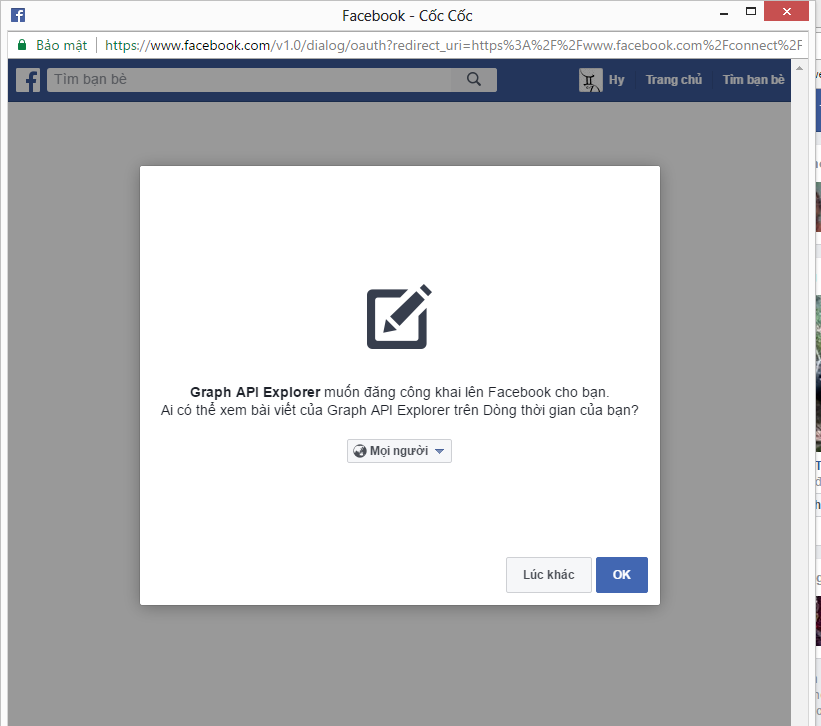 Facebook - Cốc Cốc
Bảo mật https://www.facebook.com/v1.0/dialog/oauth?redirect_uri=https%3A%2F%2Fwww.facebook.com%2Fconnect%2F
Tìm bạn bè Hy Trang chủ Tìm bạn bè
Graph API Explorer muốn đăng công khai lên Facebook cho bạn.
Ai có thể xem bài viết của Graph API Explorer trên Dòng thời gian của bạn?
Mọi người
Lúc khác OK